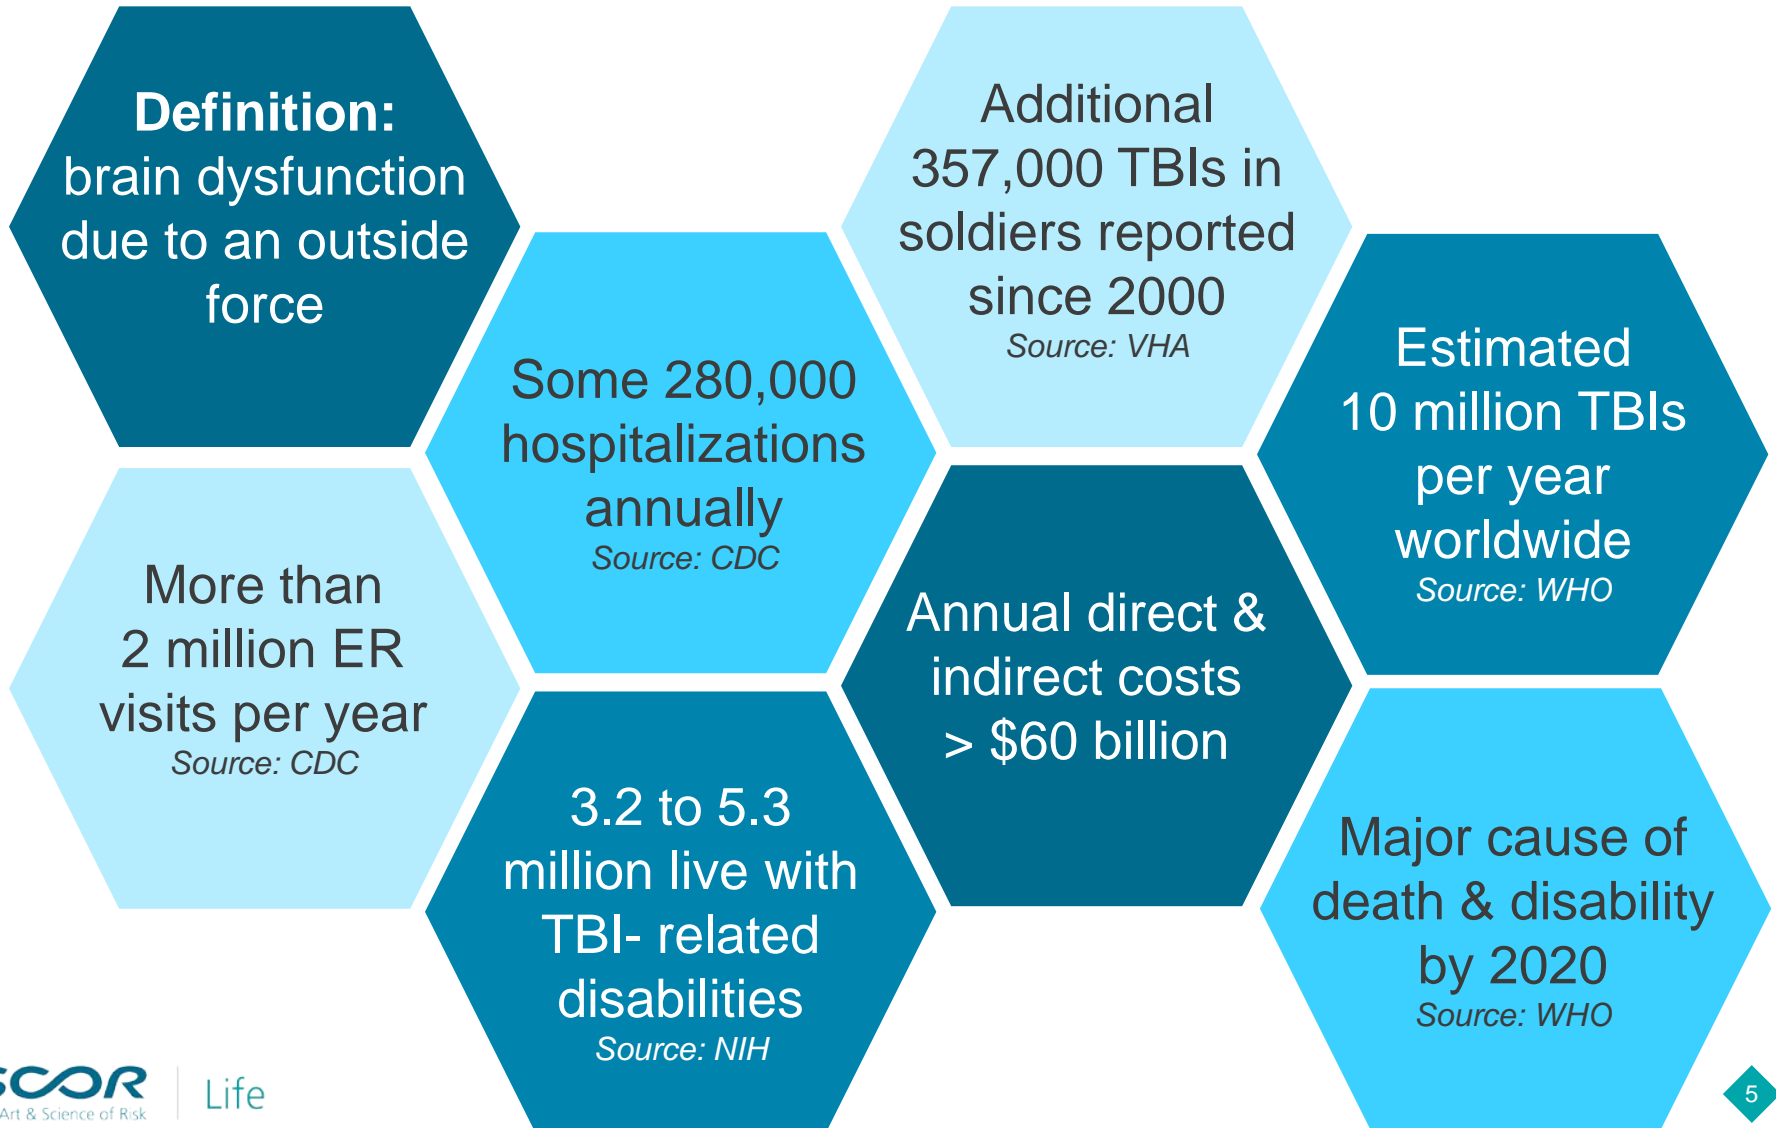 Definition:
brain dysfunction
due to an outside
force
Additional
357,000 TBIs in
soldiers reported
since 2000
Source: VHA
Some 280,000
hospitalizations
annually
Source: CDC
Estimated
10 million TBIs
per year
worldwide
Source: WHO
More than
2 million ER
visits per year
Source: CDC
Annual direct &
indirect costs
> $60 billion
3.2 to 5.3
million live with
TBI- related
disabilities
Source: NIH
Major cause of
death & disability
by 2020
Source: WHO
SCOR
Art & Science of Risk
Life
5